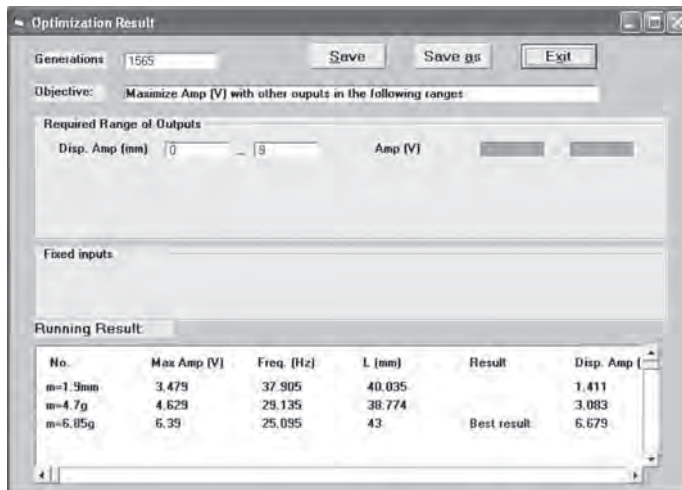 Optimization Result
Generations 1565 Save Save as Exit
Objective: Maximize Amp (V) with other ouputs in the following ranges
Required Range of Outputs
Disp. Amp (mm) 0 _ 9 Amp (V)
Fixed inputs
Running Result:
No. Max Amp (V) Freq. (Hz) L (mm) Result Disp. Amp (
m=1.9mm 3.479 37.905 40.035 1.411
m=4.7g 4.629 29.135 38.774 3.083
m=6.85g 6.39 25.095 43 Best result 6.679